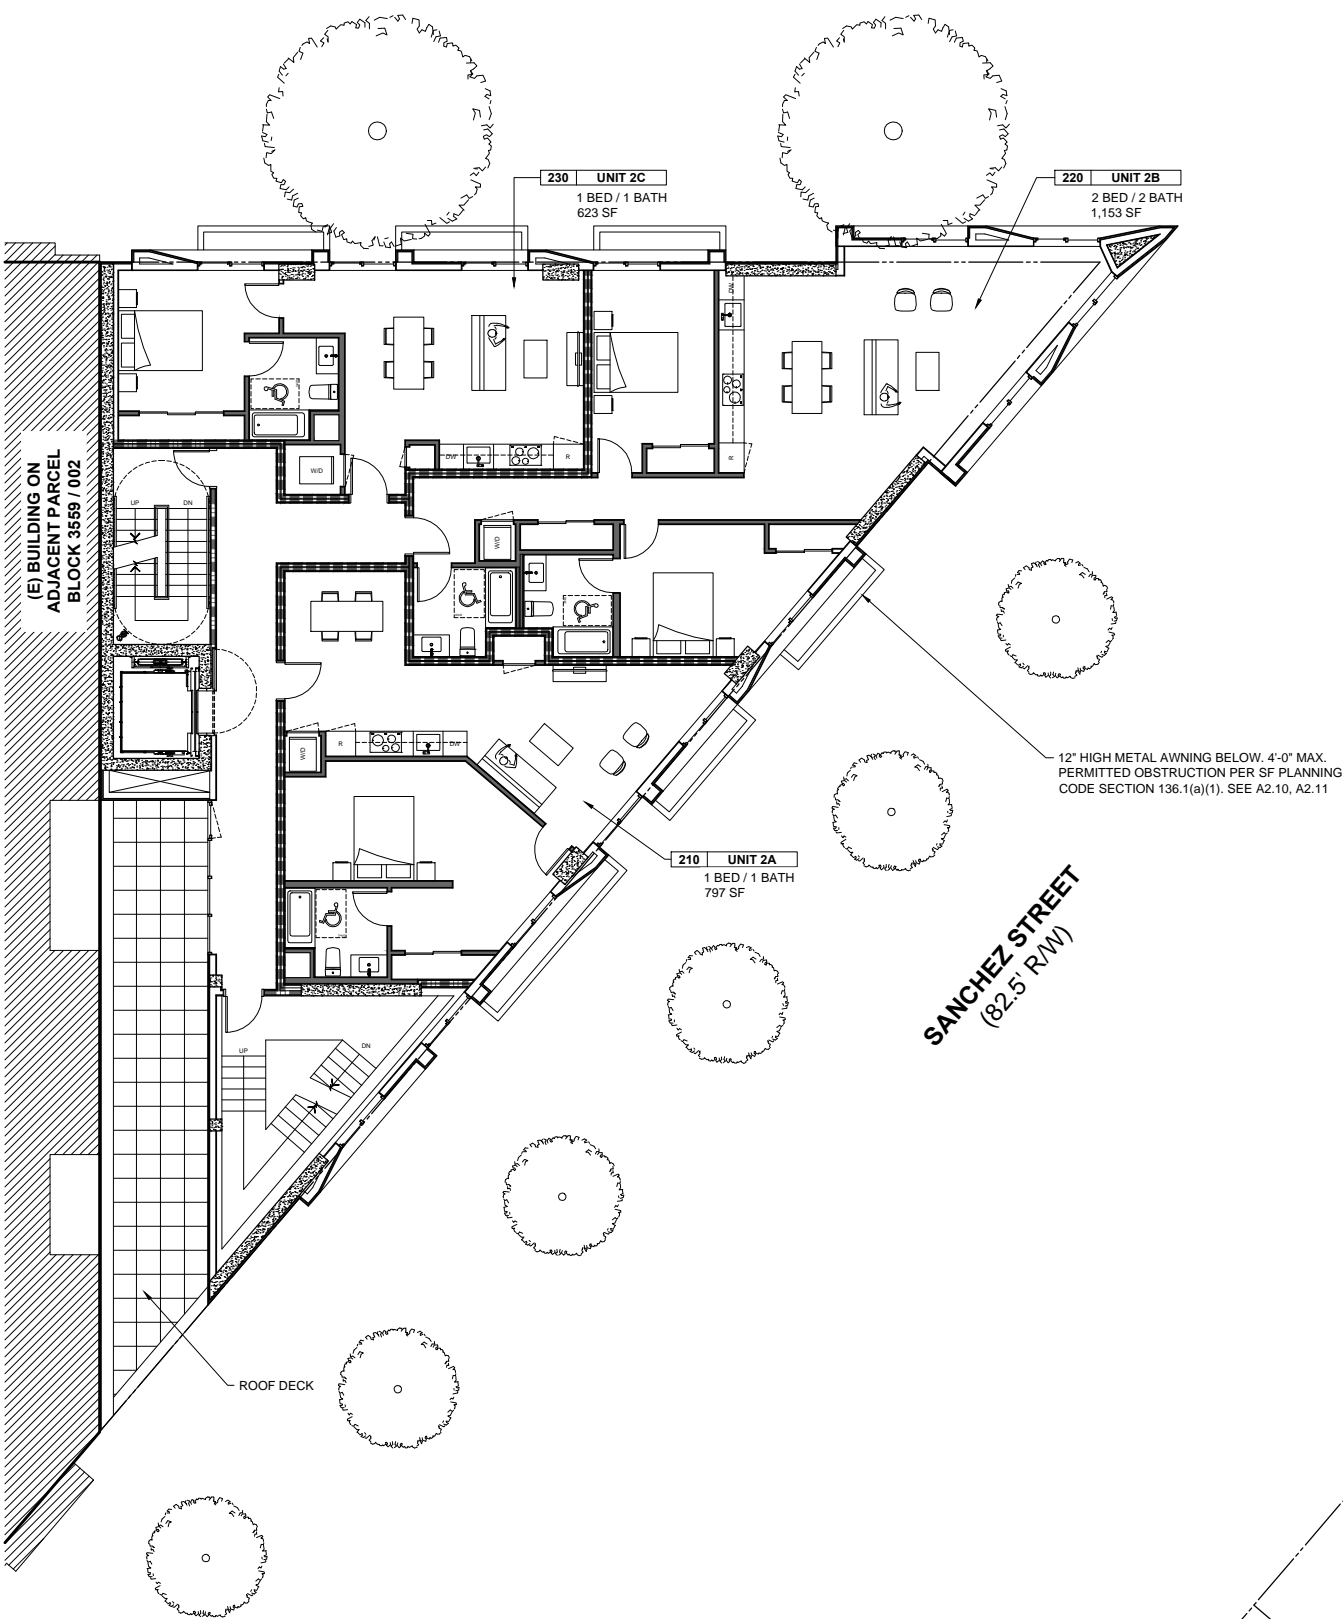 230 UNIT 2C
1 BED / 1 BATH
623 SF
220 UNIT 2B
2 BED / 2 BATH
1,153 SF
DW
R
W/D
DW
R
(E) BUILDING ON
ADJACENT PARCEL
BLOCK 3559 / 002
UP
DN
W/D
W/D
R
DW
12" HIGH METAL AWNING BELOW. 4'-0" MAX.
PERMITTED OBSTRUCTION PER SF PLANNING
CODE SECTION 136.1(a)(1). SEE A2.10, A2.11
210 UNIT 2A
1 BED / 1 BATH
797 SF
SANCHEZ STREET
(82.5' R/W)
UP
DN
ROOF DECK